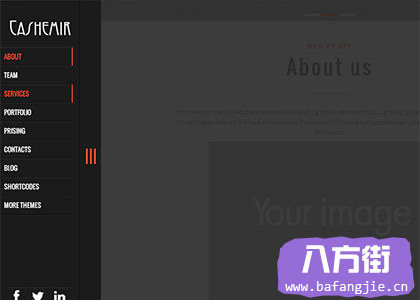 CASHEMIR
ABOUT
TEAM
SERVICES
PORTFOLIO
PRISING
CONTACTS
BLOG
SHORTCODES
MORE THEMES
WHO WE ARE
About us
Your image
八方街
www.bafangjie.cn